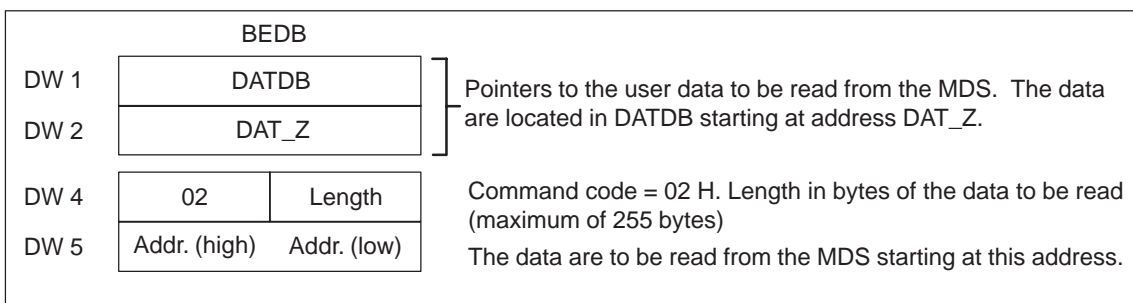 BEDB
DW 1 DATDB
DW 2 DAT_Z
Pointers to the user data to be read from the MDS. The data
are located in DATDB starting at address DAT_Z.
DW 4 02 Length
Command code = 02 H. Length in bytes of the data to be read
(maximum of 255 bytes)
DW 5 Addr. (high) Addr. (low)
The data are to be read from the MDS starting at this address.